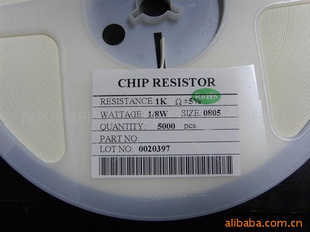 CHIP RESISTOR
RESISTANCE 1K Ω ±5%
RoHS
WATTAGE: 1/8W SIZE 0805
QUANTITY: 5000 pcs
PART NO:
LOT NO: 0020397
alibaba.com.cn